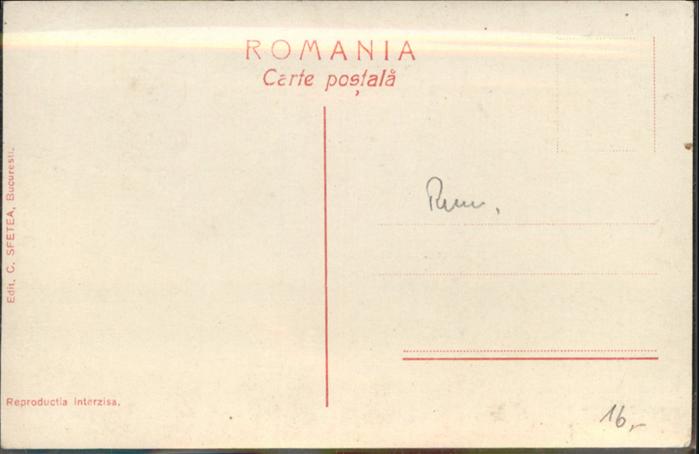 ROMANIA
Carte poștală
Edit. C. SFETEA, Bucuresti.
Rum.
Reproductia interzisa.
16,-